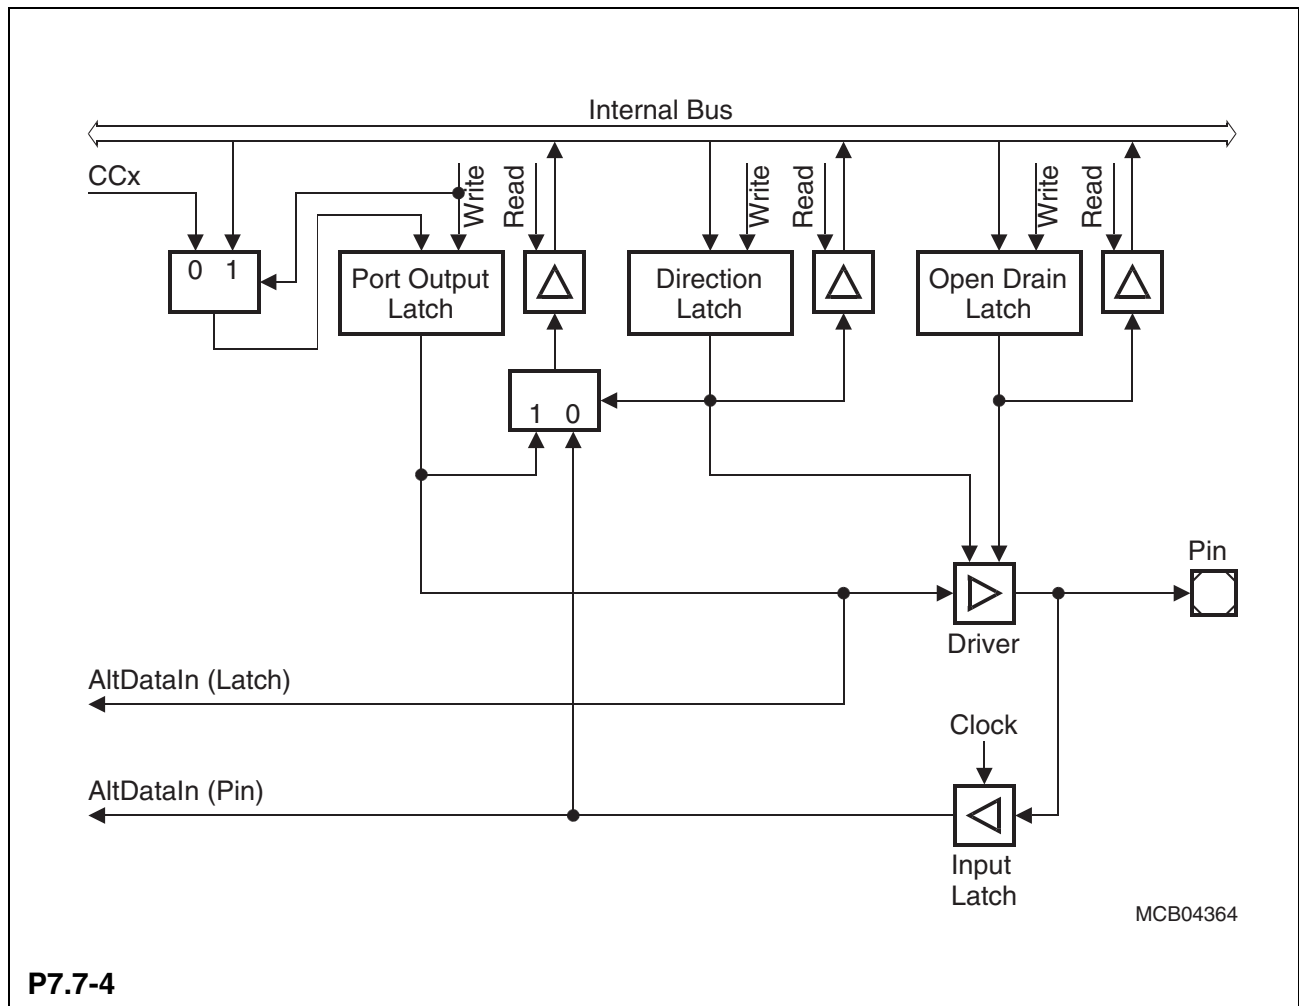 Internal Bus
CCx
Write
Read
Write
Read
Write
Read
0 1
Port Output
Latch
Direction
Latch
Open Drain
Latch
1 0
Pin
Driver
AltDataIn (Latch)
Clock
AltDataIn (Pin)
Input
Latch
MCB04364
P7.7-4